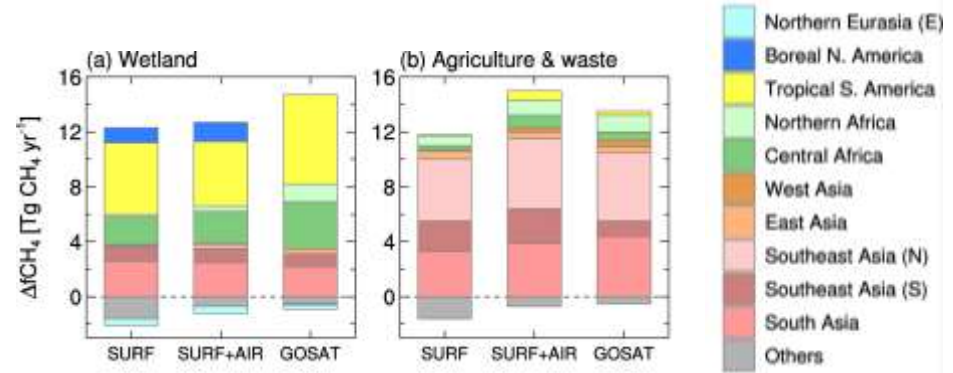 (a) Wetland
(b) Agriculture & waste
ΔfCH₄ [Tg CH₄ yr⁻¹]
16
12
8
4
0
SURF
SURF+AIR
GOSAT
16
12
8
4
0
SURF
SURF+AIR
GOSAT
Northern Eurasia (E)
Boreal N. America
Tropical S. America
Northern Africa
Central Africa
West Asia
East Asia
Southeast Asia (N)
Southeast Asia (S)
South Asia
Others